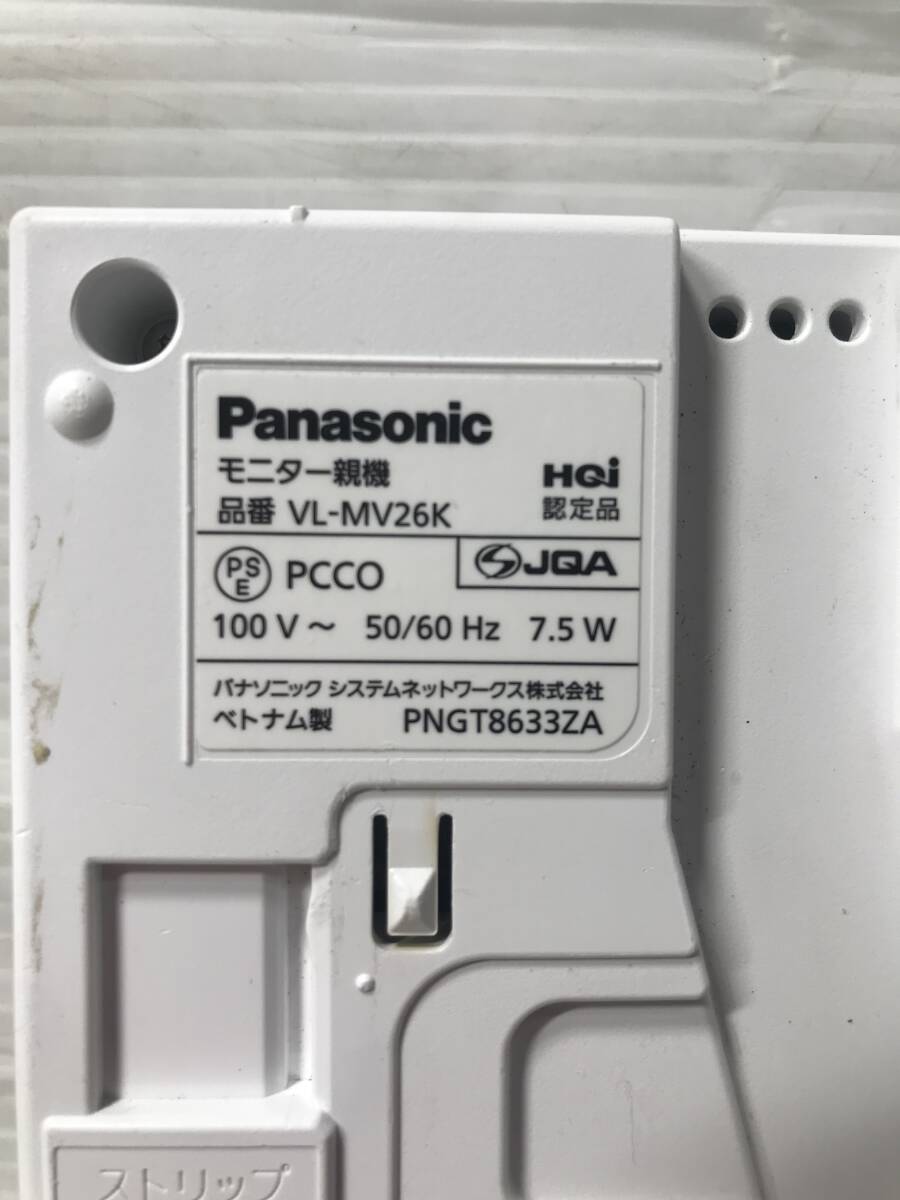 Panasonic
モニター親機
品番 VL-MV26K
HQi
認定品
PSE PCCO
JQA
100 V ～ 50/60 Hz 7.5 W
パナソニック システムネットワークス株式会社
ベトナム製 PNGT8633ZA
ストリップ